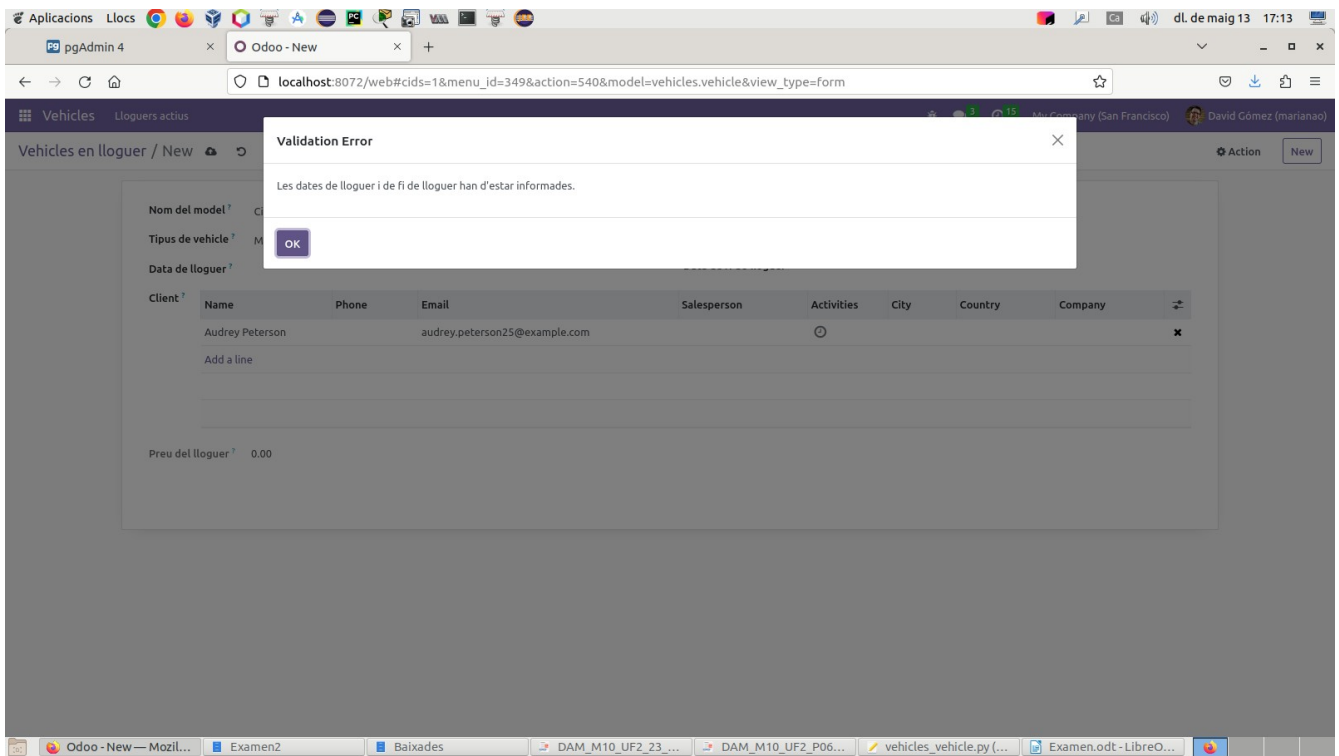 Aplicacions Llocs Ca dl. de maig 13 17:13
pgAdmin 4 Odoo - New
localhost:8072/web#cids=1&menu_id=349&action=540&model=vehicles.vehicle&view_type=form
Vehicles Lloguers actius 3 15 My Company (San Francisco) David Gómez (marianao)
Vehicles en lloguer / New Action New
Validation Error
Les dates de lloguer i de fi de lloguer han d'estar informades.
OK
Nom del model ?
Tipus de vehicle ?
Data de lloguer ?
Client ? Name Phone Email Salesperson Activities City Country Company
Audrey Peterson audrey.peterson25@example.com
Add a line
Preu del lloguer ? 0.00
Odoo - New — Mozil... Examen2 Baixades DAM_M10_UF2_23_... DAM_M10_UF2_P06... vehicles_vehicle.py (... Examen.odt - LibreO...